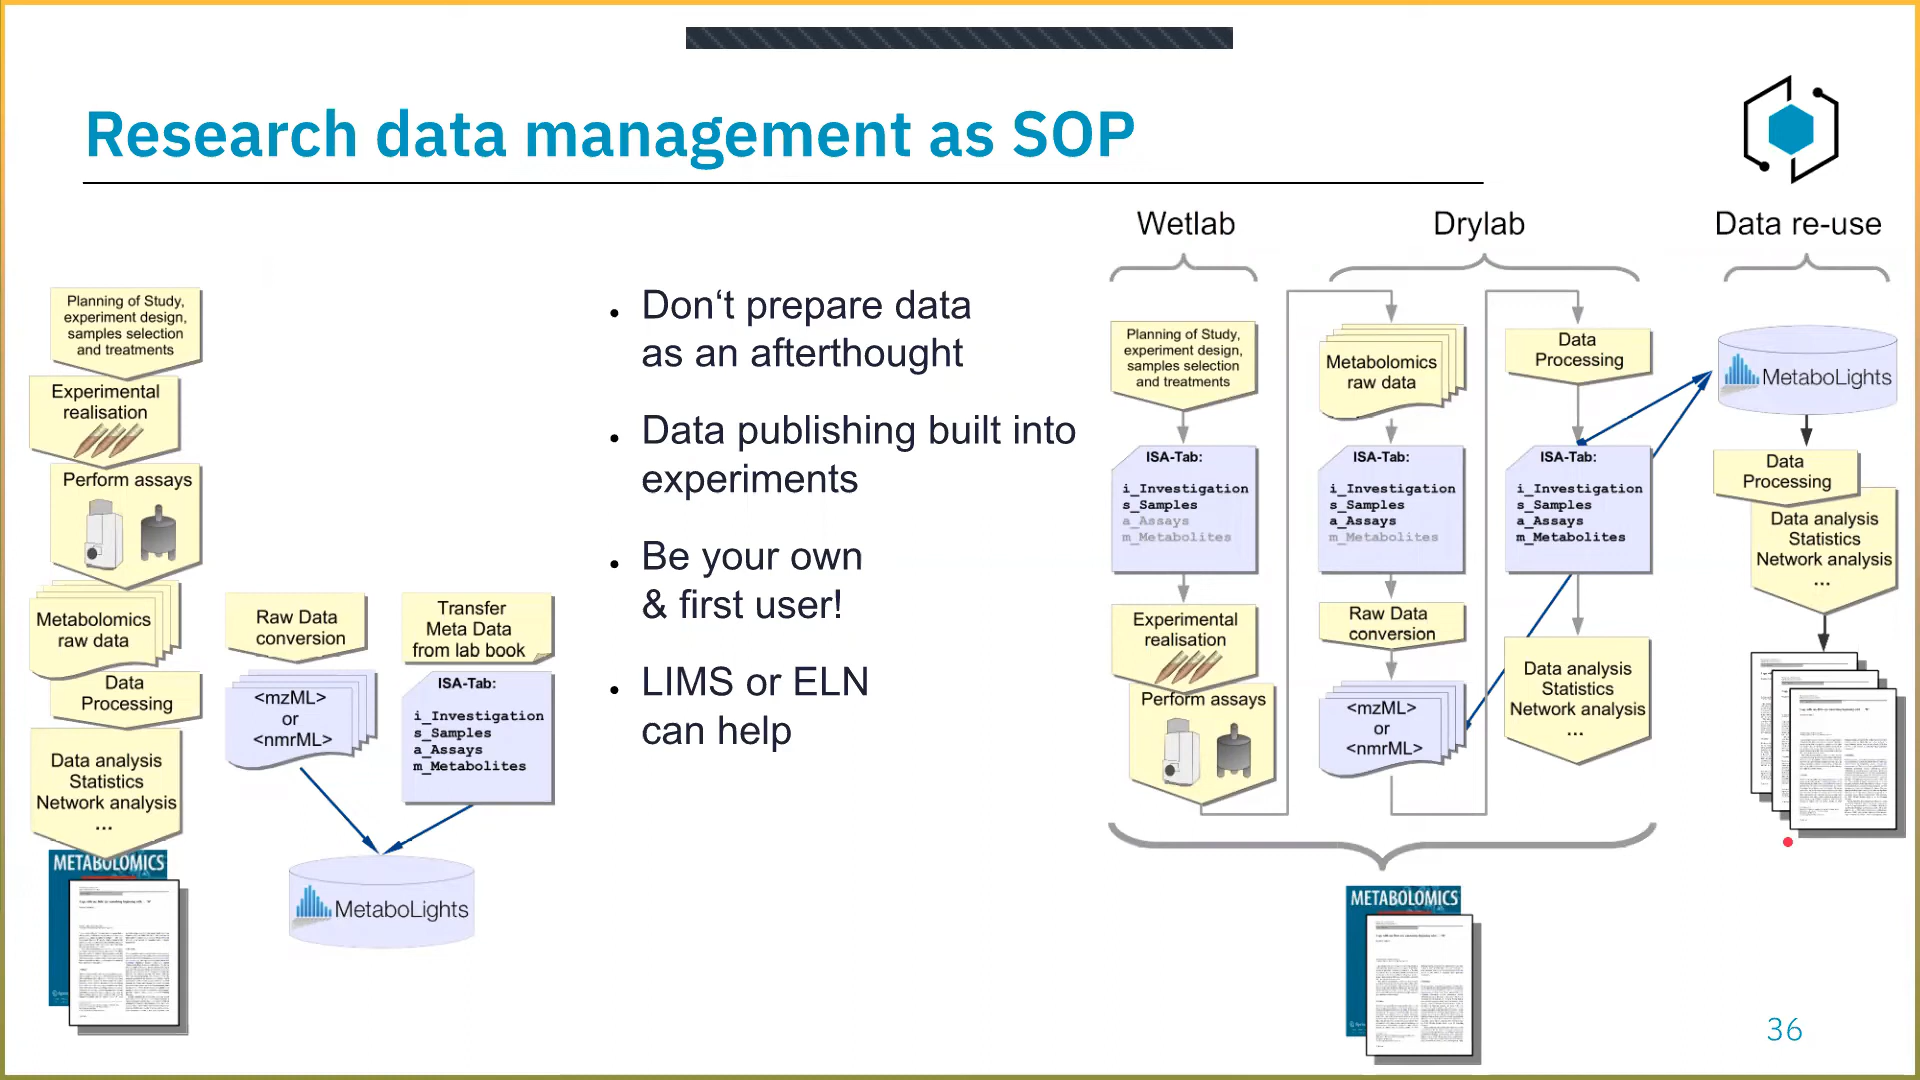 Research data management as SOP
Planning of Study,
experiment design,
samples selection
and treatments
Experimental
realisation
Perform assays
Metabolomics
raw data
Data
Processing
Data analysis
Statistics
Network analysis
...
METABOLOMICS
Raw Data
conversion
<mzML>
or
<nmrML>
Transfer
Meta Data
from lab book
ISA-Tab:
i_Investigation
s_Samples
a_Assays
m_Metabolites
MetaboLights
• Don‘t prepare data
as an afterthought
• Data publishing built into
experiments
• Be your own
& first user!
• LIMS or ELN
can help
Wetlab
Planning of Study,
experiment design,
samples selection
and treatments
ISA-Tab:
i_Investigation
s_Samples
a_Assays
m_Metabolites
Experimental
realisation
Perform assays
Drylab
Metabolomics
raw data
ISA-Tab:
i_Investigation
s_Samples
a_Assays
m_Metabolites
Raw Data
conversion
<mzML>
or
<nmrML>
Data
Processing
ISA-Tab:
i_Investigation
s_Samples
a_Assays
m_Metabolites
Data analysis
Statistics
Network analysis
...
METABOLOMICS
Data re-use
MetaboLights
Data
Processing
Data analysis
Statistics
Network analysis
...
36